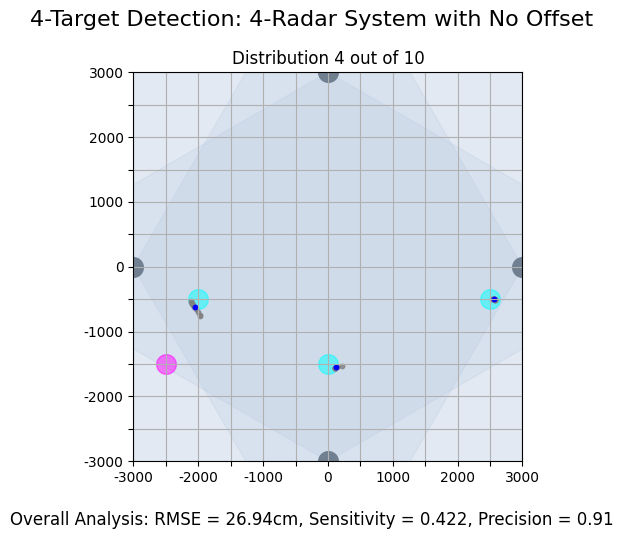 4-Target Detection: 4-Radar System with No Offset
Distribution 4 out of 10
3000
2000
1000
0
-1000
-2000
-3000
-3000 -2000 -1000 0 1000 2000 3000
Overall Analysis: RMSE = 26.94cm, Sensitivity = 0.422, Precision = 0.91